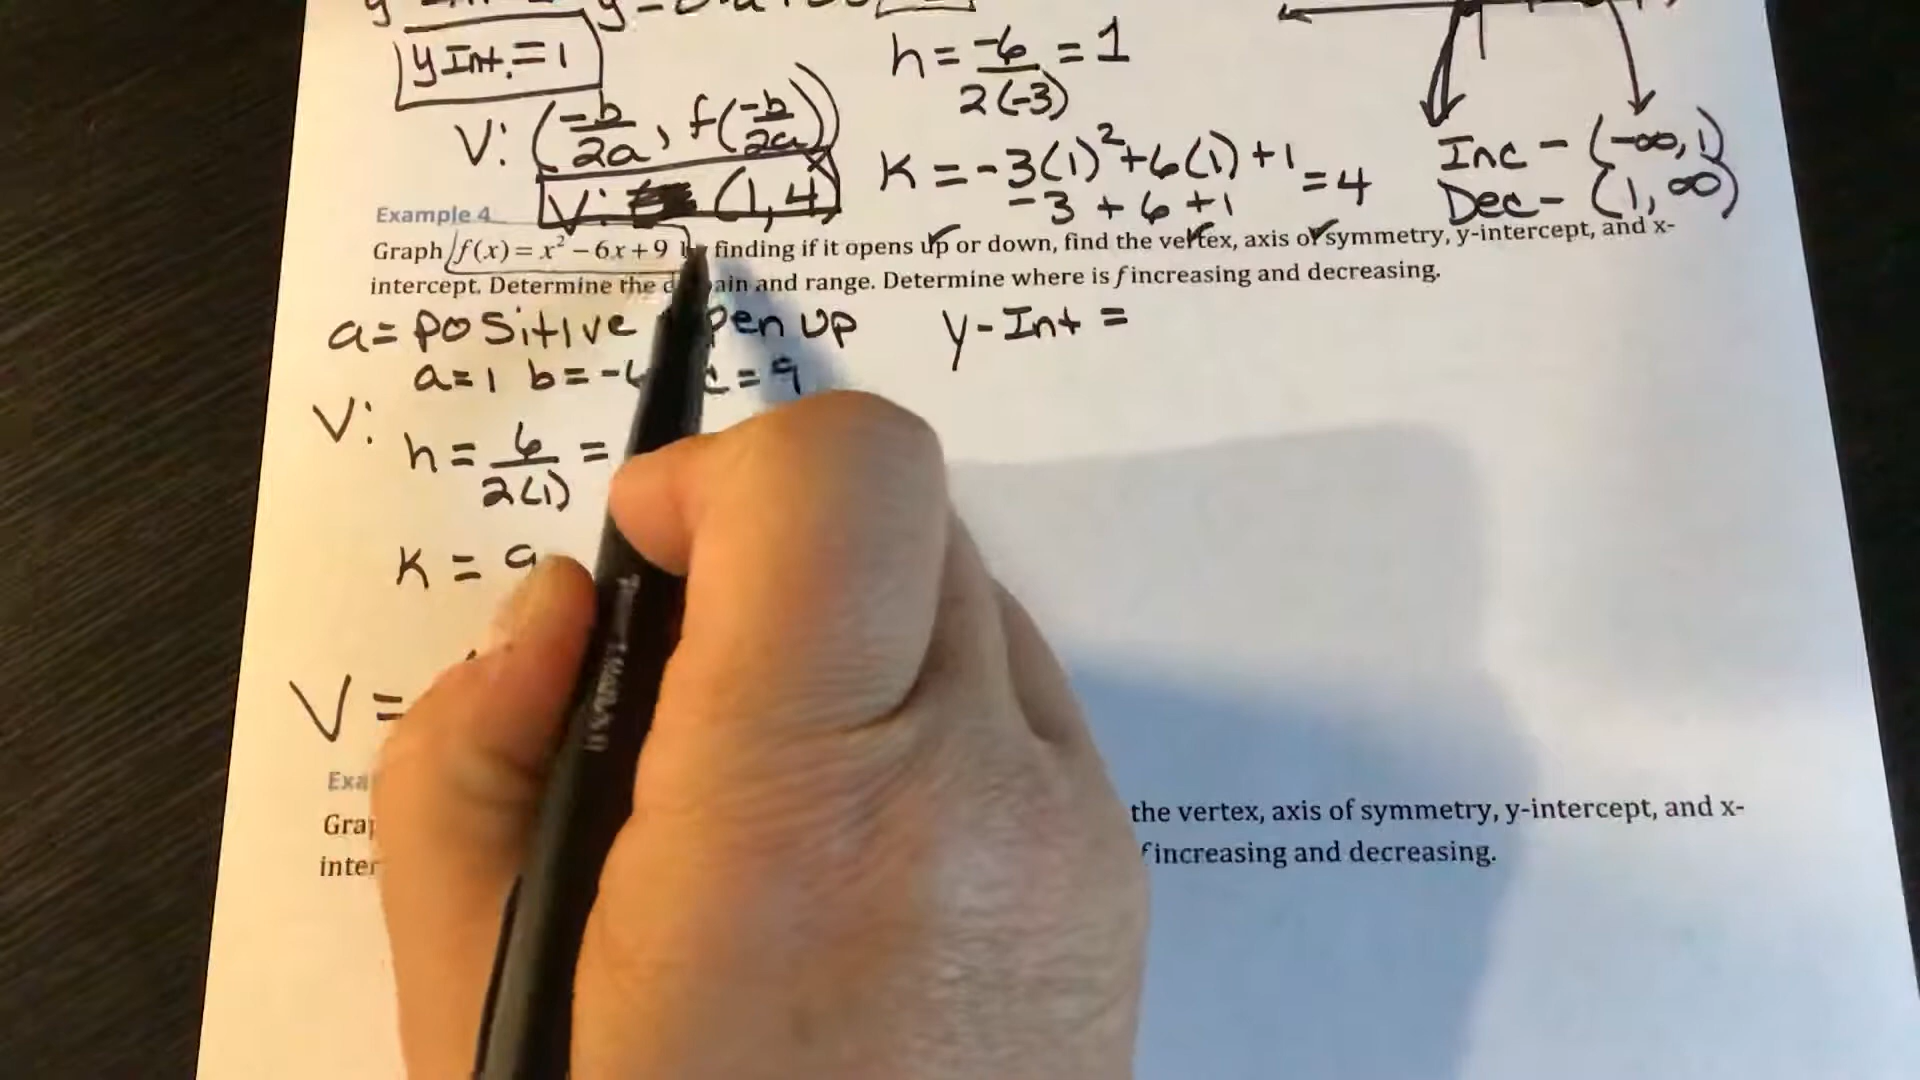 y Int. = 1
h = -6 / 2(-3) = 1
V: (-b/2a, f(-b/2a))
K = -3(1)²+6(1)+1 = 4
-3 + 6 + 1
V: (1,4)
Inc - (-∞,1)
Dec - (1, ∞)
Example 4
Graph f(x) = x² − 6x + 9 finding if it opens up or down, find the vertex, axis of symmetry, y-intercept, and x-
intercept. Determine the and range. Determine where is f increasing and decreasing.
a = positive open up
y-Int =
a=1 b= c = 9
V:
h = 6 / 2(1) =
K = 9
V =
the vertex, axis of symmetry, y-intercept, and x-
f increasing and decreasing.